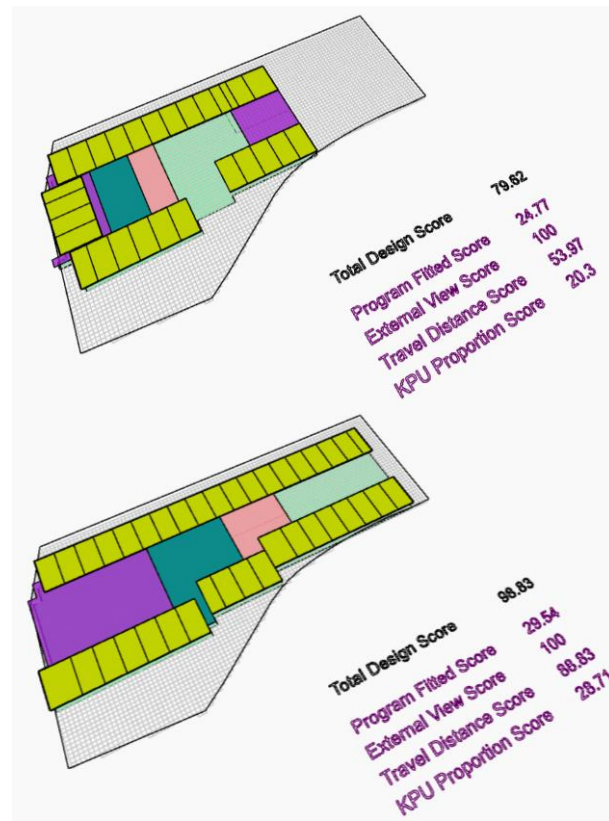 Total Design Score 79.62
Program Fitted Score 24.77
External View Score 100
Travel Distance Score 53.97
KPU Proportion Score 20.3
Total Design Score 98.83
Program Fitted Score 29.54
External View Score 100
Travel Distance Score 88.83
KPU Proportion Score 28.71